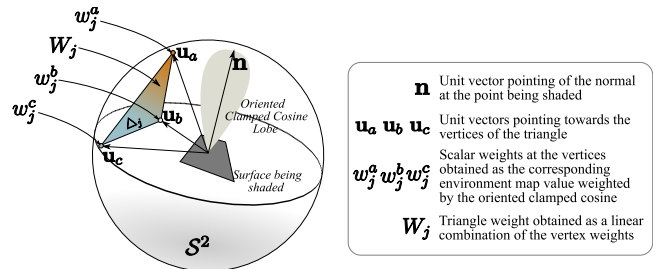 w_j^a
W_j
w_j^b
w_j^c
u_a
n
Oriented
Clamped Cosine
Lobe
Δ_j
u_b
u_c
Surface being
shaded
S^2
n Unit vector pointing of the normal
at the point being shaded
u_a u_b u_c Unit vectors pointing towards the
vertices of the triangle
w_j^a w_j^b w_j^c Scalar weights at the vertices
obtained as the corresponding
environment map value weighted
by the oriented clamped cosine
W_j Triangle weight obtained as a linear
combination of the vertex weights